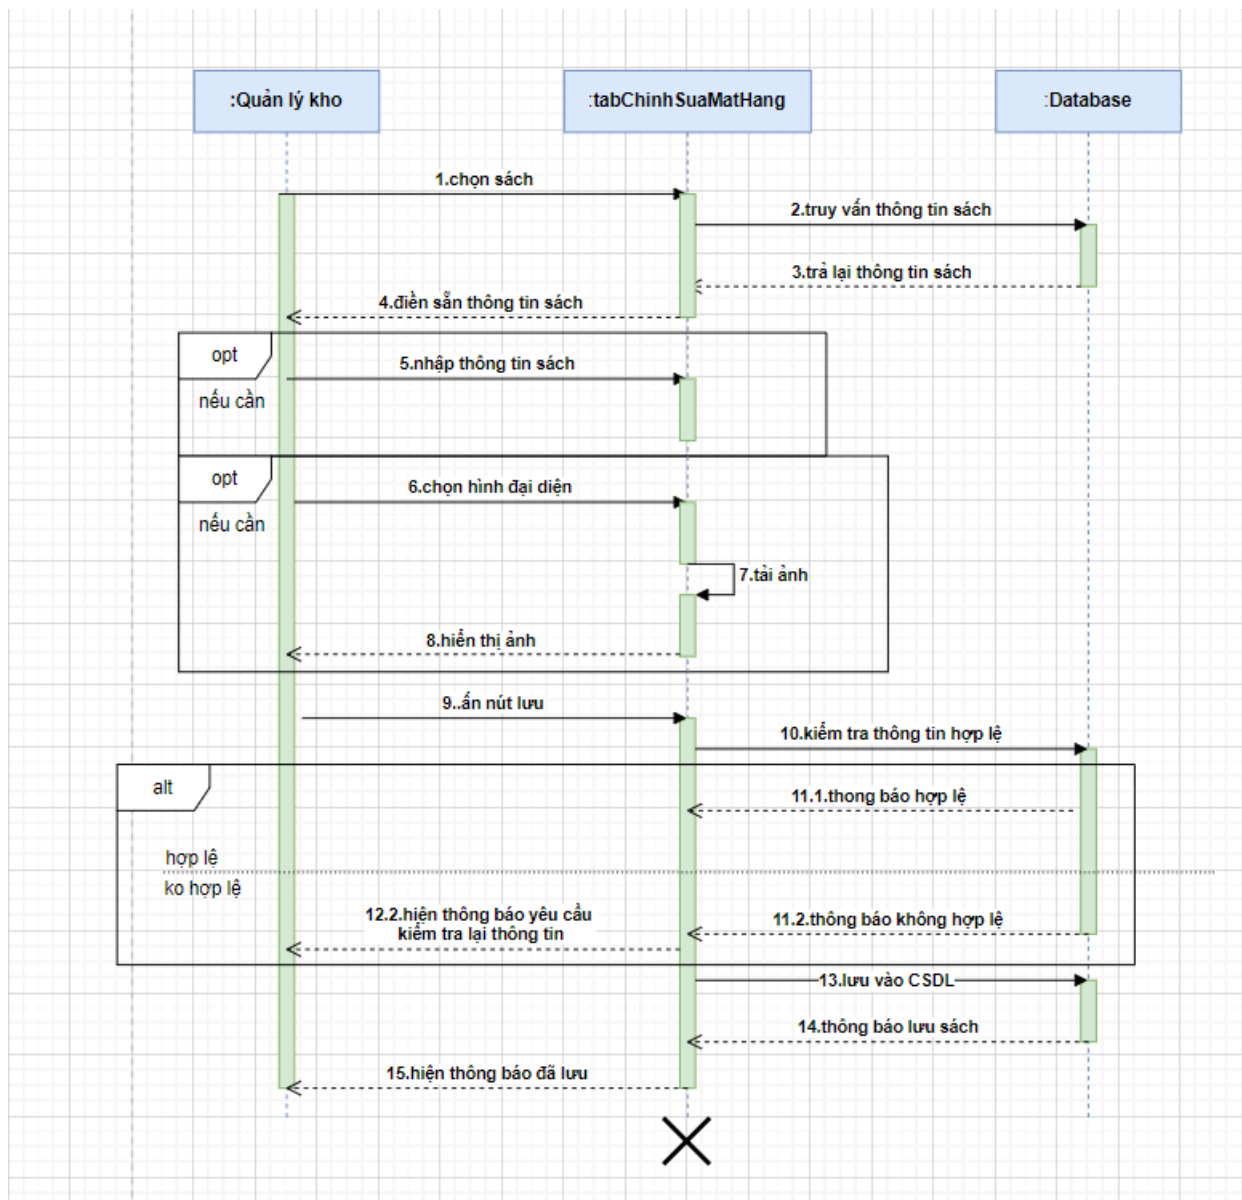 :Quản lý kho
:tabChinhSuaMatHang
:Database
1.chọn sách
2.truy vấn thông tin sách
3.trả lại thông tin sách
4.điền sẵn thông tin sách
opt
5.nhập thông tin sách
nếu cần
opt
6.chọn hình đại diện
nếu cần
7.tải ảnh
8.hiển thị ảnh
9..ấn nút lưu
10.kiểm tra thông tin hợp lệ
alt
11.1.thong báo hợp lệ
hợp lệ
ko hợp lệ
12.2.hiện thông báo yêu cầu
kiểm tra lại thông tin
11.2.thông báo không hợp lệ
13.lưu vào CSDL
14.thông báo lưu sách
15.hiện thông báo đã lưu